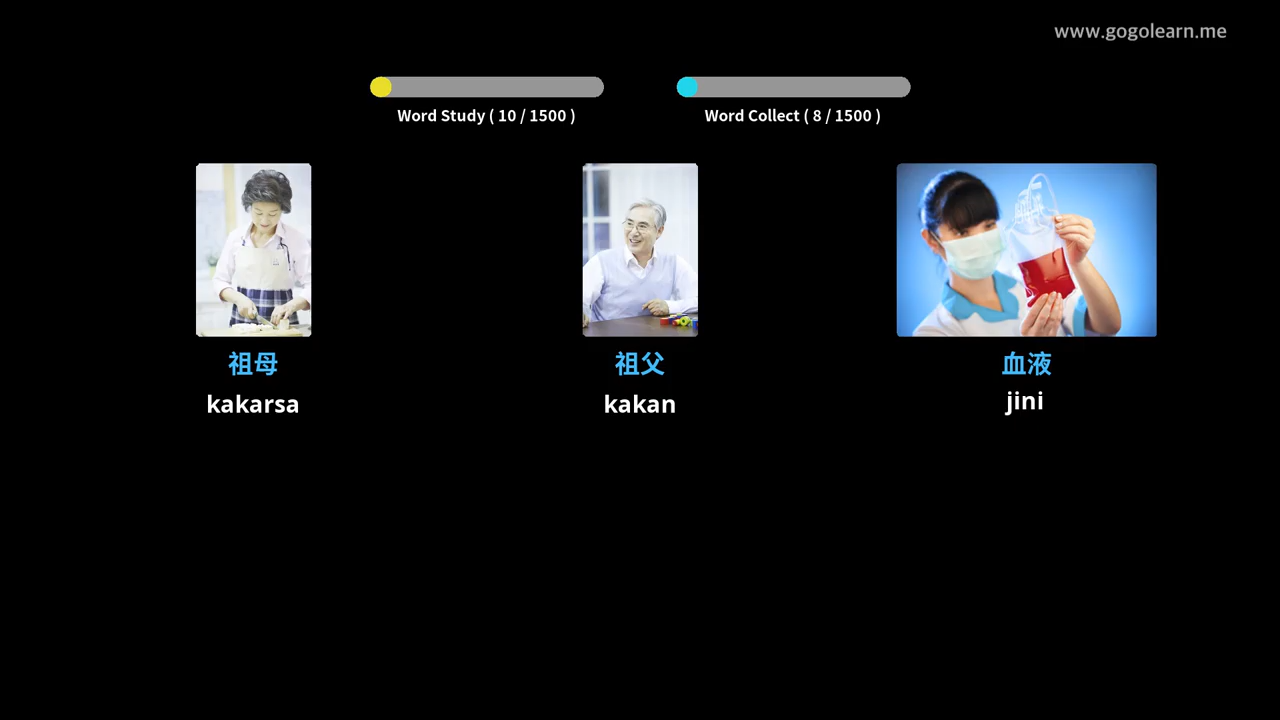 www.gogolearn.me
Word Study ( 10 / 1500 )
Word Collect ( 8 / 1500 )
祖母
祖父
血液
kakarsa
kakan
jini